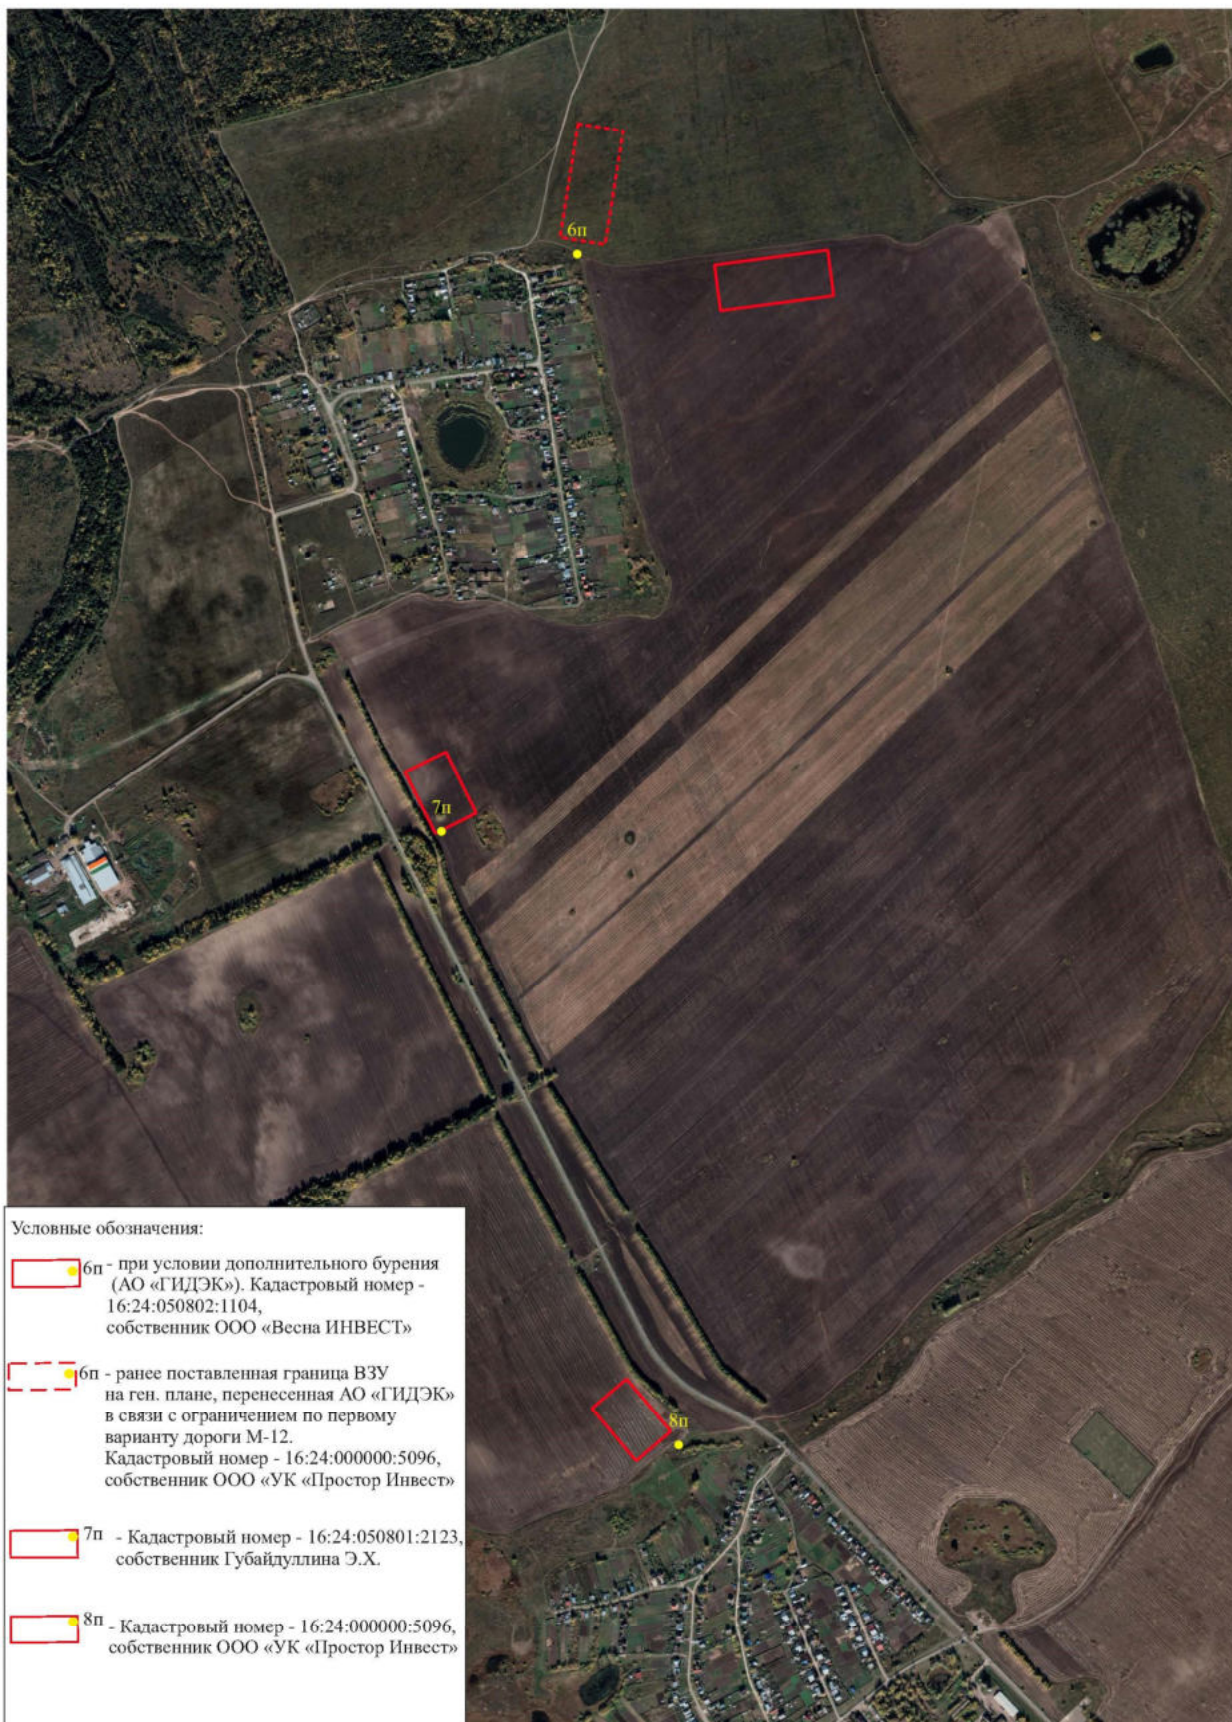 6п
7п
8п
Условные обозначения:
6п - при условии дополнительного бурения
(АО «ГИДЭК»). Кадастровый номер -
16:24:050802:1104,
собственник ООО «Весна ИНВЕСТ»
6п - ранее поставленная граница ВЗУ
на ген. плане, перенесенная АО «ГИДЭК»
в связи с ограничением по первому
варианту дороги М-12.
Кадастровый номер - 16:24:000000:5096,
собственник ООО «УК «Простор Инвест»
7п - Кадастровый номер - 16:24:050801:2123,
собственник Губайдуллина Э.Х.
8п - Кадастровый номер - 16:24:000000:5096,
собственник ООО «УК «Простор Инвест»